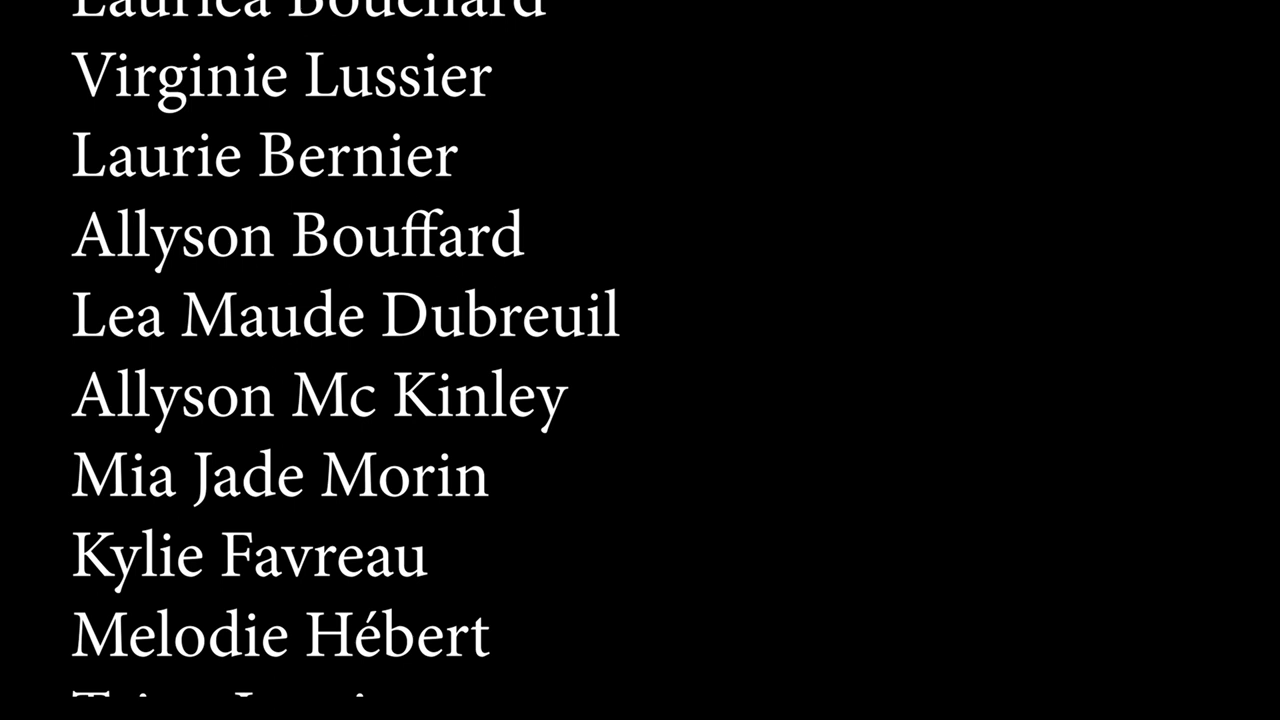 Laurica Bouchard
Virginie Lussier
Laurie Bernier
Allyson Bouffard
Lea Maude Dubreuil
Allyson Mc Kinley
Mia Jade Morin
Kylie Favreau
Melodie Hébert